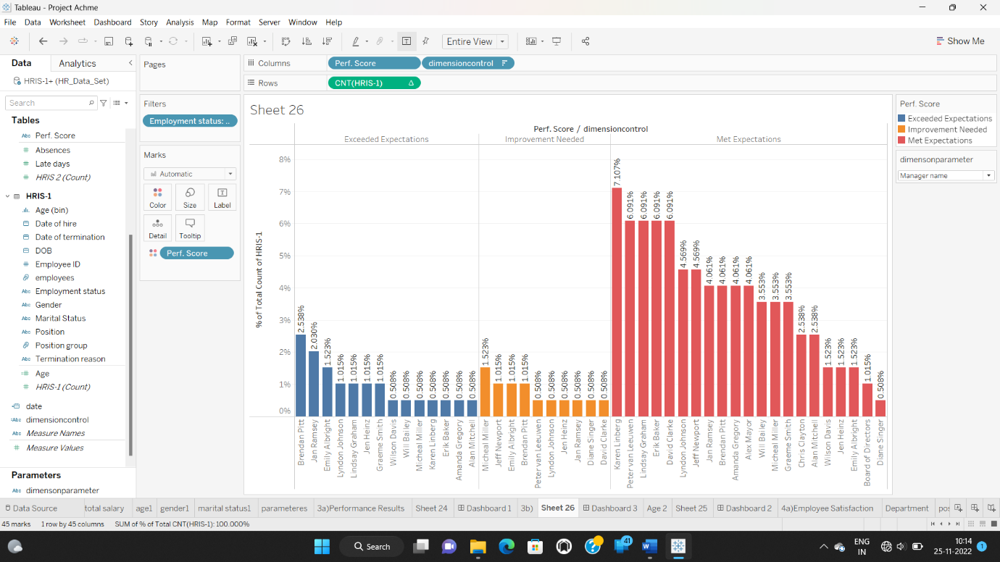 Tableau - Project Achme
File Data Worksheet Dashboard Story Analysis Map Format Server Window Help
Entire View
Show Me
Data Analytics
HRIS-1+ (HR_Data_Set)
Search
Tables
Abc Perf. Score
# Absences
# Late days
# HRIS 2 (Count)
HRIS-1
Age (bin)
Date of hire
Date of termination
DOB
# Employee ID
employees
Abc Employment status
Abc Gender
Abc Marital Status
Abc Position
Position group
Abc Termination reason
Age
# HRIS-1 (Count)
date
=Abc dimensioncontrol
Abc Measure Names
# Measure Values
Parameters
Abc dimensonparameter
Pages
Filters
Employment status: ..
Marks
Automatic
Color Size Label
Detail Tooltip
Perf. Score
Columns Perf. Score dimensioncontrol
Rows CNT(HRIS-1) Δ
Sheet 26
Perf. Score / dimensioncontrol
Exceeded Expectations Improvement Needed Met Expectations
% of Total Count of HRIS-1
8%
7%
6%
5%
4%
3%
2%
1%
0%
2.538%
2.030%
1.523%
1.015%
1.015%
1.015%
1.015%
0.508%
0.508%
0.508%
0.508%
0.508%
0.508%
0.508%
1.523%
1.015%
1.015%
1.015%
0.508%
0.508%
0.508%
0.508%
0.508%
0.508%
7.107%
6.091%
6.091%
6.091%
6.091%
4.569%
4.569%
4.061%
4.061%
4.061%
4.061%
3.553%
3.553%
3.553%
2.538%
2.538%
1.523%
1.523%
1.523%
1.015%
0.508%
Brendan Pitt
Jan Ramsey
Emily Albright
Lyndon Johnson
Lindsay Graham
Jen Heinz
Graeme Smith
Wilson Davis
Will Bailey
Micheal Miller
Karen Linberg
Erik Baker
Amanda Gregory
Alan Mitchell
Micheal Miller
Jeff Newport
Emily Albright
Brendan Pitt
Peter van Leeuwen
Lyndon Johnson
Jen Heinz
Jan Ramsey
Diane Singer
David Clarke
Karen Linberg
Peter van Leeuwen
Lindsay Graham
Erik Baker
David Clarke
Lyndon Johnson
Jeff Newport
Jan Ramsey
Brendan Pitt
Amanda Gregory
Alex Mayor
Will Bailey
Micheal Miller
Graeme Smith
Chris Clayton
Alan Mitchell
Wilson Davis
Jen Heinz
Emily Albright
Board of Directors
Diane Singer
Perf. Score
Exceeded Expectations
Improvement Needed
Met Expectations
dimensonparameter
Manager name
Data Source total salary age1 gender1 marital status1 parameteres 3a)Performance Results Sheet 24 Dashboard 1 3b) Sheet 26 Dashboard 3 Age 2 Sheet 25 Dashboard 2 4a)Employee Satisfaction Department pos
45 marks 1 row by 45 columns SUM of % of Total CNT(HRIS-1): 100.000%
Search
41
ENG
IN
10:14
25-11-2022
1